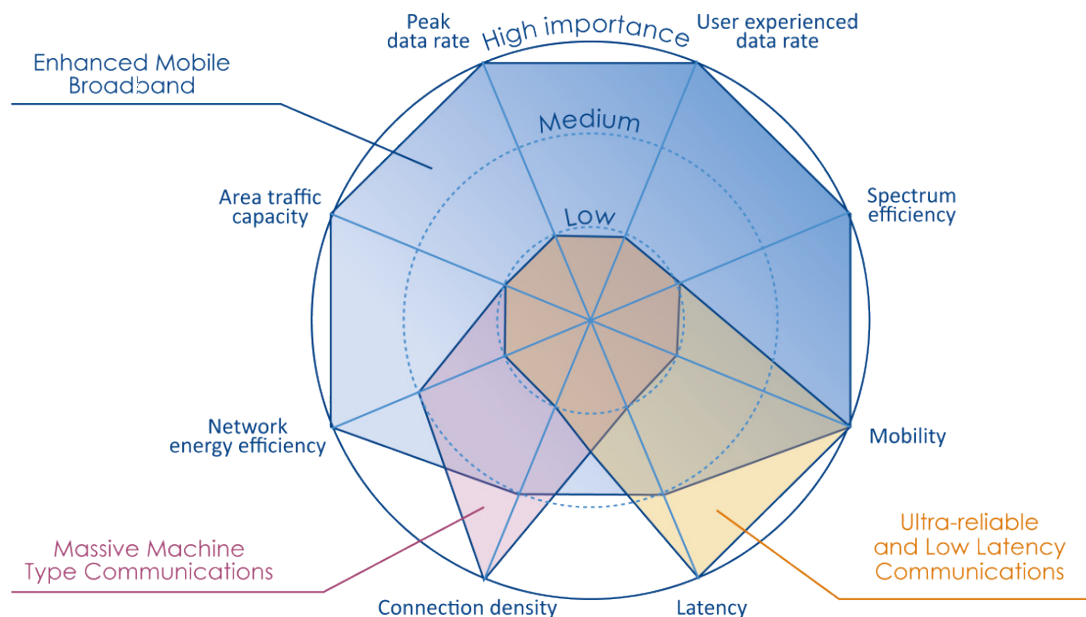 Peak
data rate
High importance
User experienced
data rate
Enhanced Mobile
Broadband
Medium
Area traffic
capacity
Low
Spectrum
efficiency
Network
energy efficiency
Mobility
Massive Machine
Type Communications
Ultra-reliable
and Low Latency
Communications
Connection density
Latency